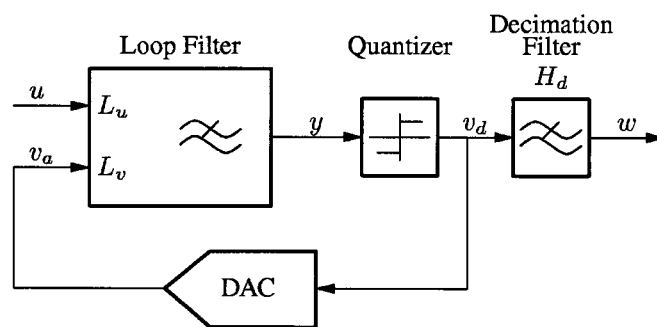 Loop Filter
Quantizer
Decimation
Filter
H_d
u
L_u
y
v_d
w
v_a
L_v
DAC